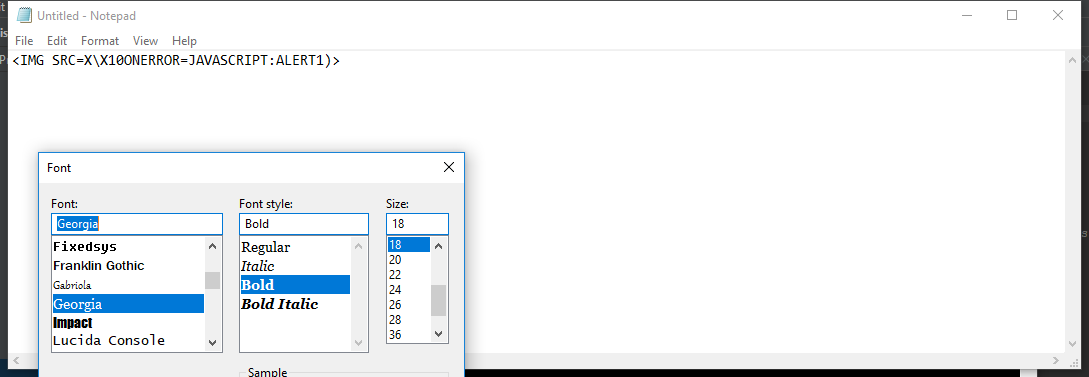 Untitled - Notepad
File Edit Format View Help
<IMG SRC=X\X10ONERROR=JAVASCRIPT:ALERT1)>
Font
Font: Font style: Size:
Georgia Bold 18
Fixedsys Regular 18
Franklin Gothic Italic 20
Gabriola Bold 22
Georgia Bold Italic 24
Impact 26
Lucida Console 28
36
Sample